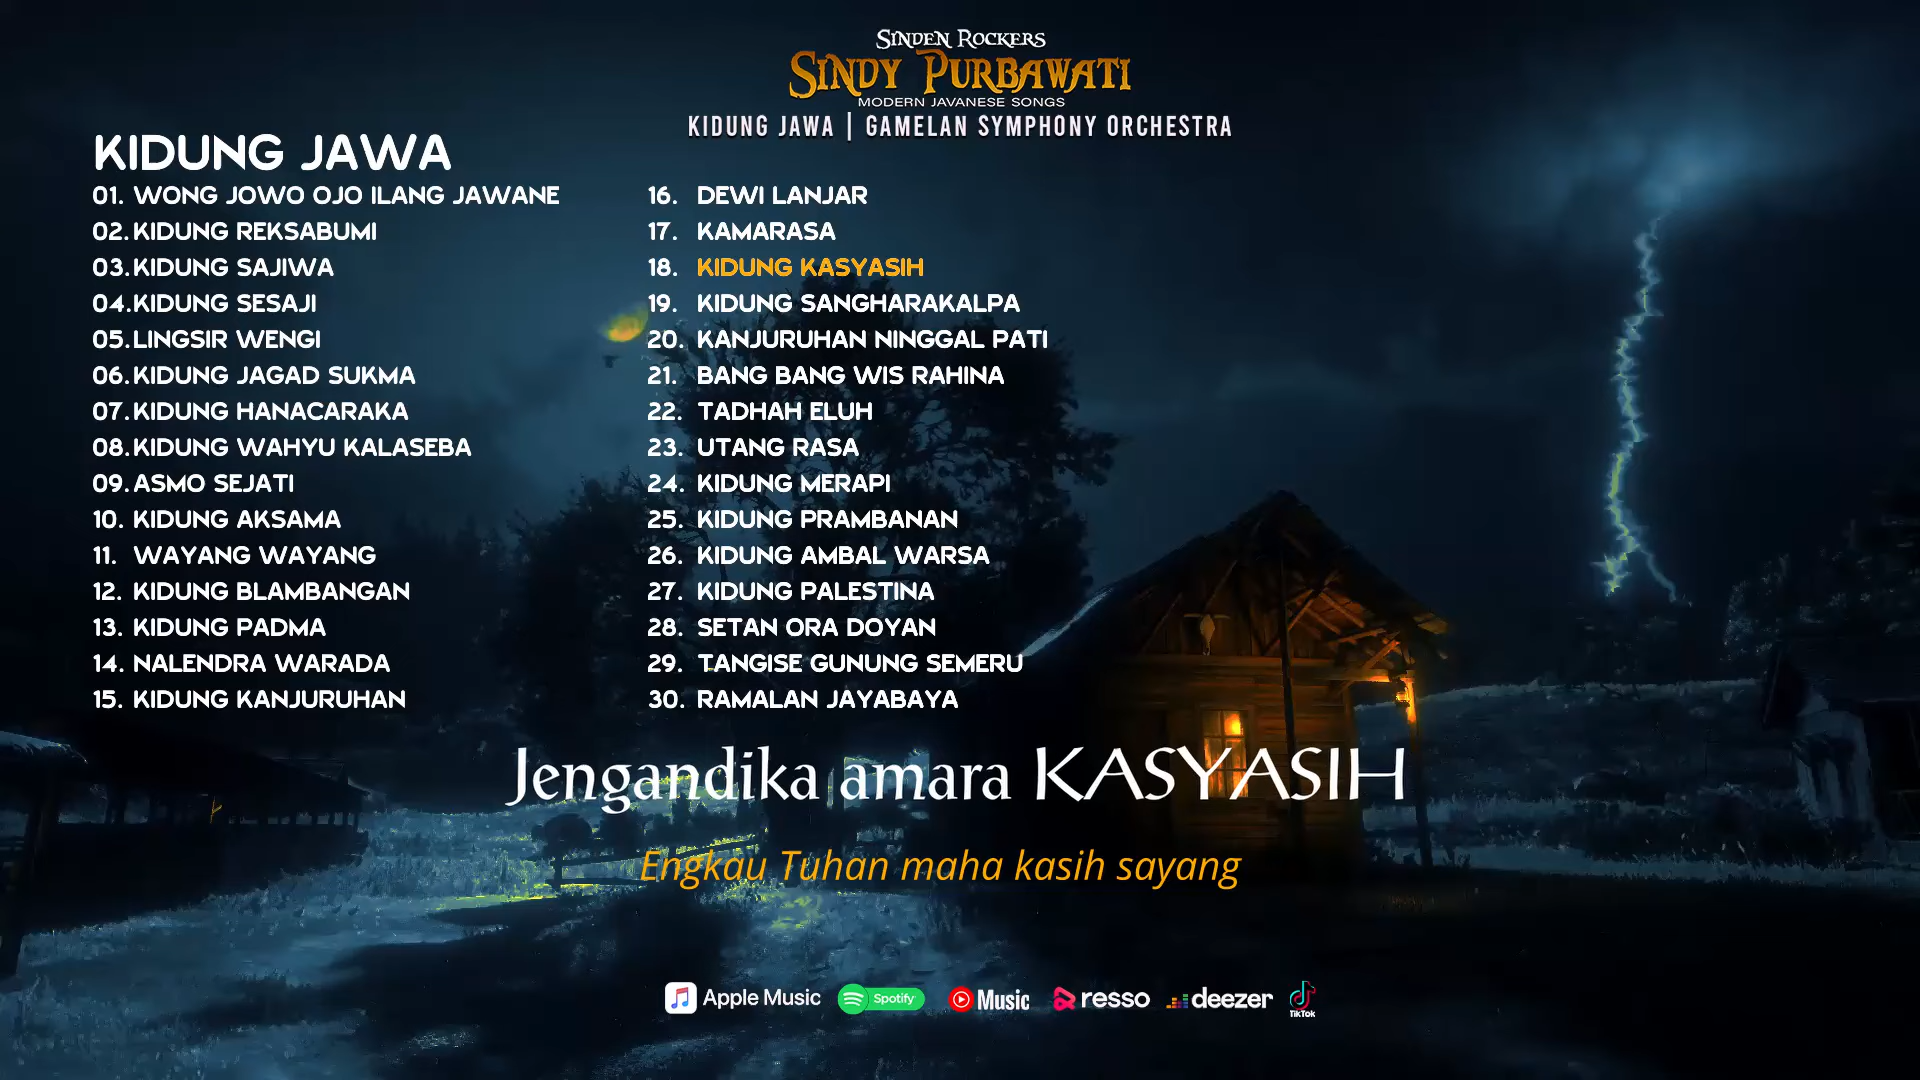 SINDEN ROCKERS
SINDY PURBAWATI
MODERN JAVANESE SONGS
KIDUNG JAWA | GAMELAN SYMPHONY ORCHESTRA
KIDUNG JAWA
01. WONG JOWO OJO ILANG JAWANE
02. KIDUNG REKSABUMI
03. KIDUNG SAJIWA
04. KIDUNG SESAJI
05. LINGSIR WENGI
06. KIDUNG JAGAD SUKMA
07. KIDUNG HANACARAKA
08. KIDUNG WAHYU KALASEBA
09. ASMO SEJATI
10. KIDUNG AKSAMA
11. WAYANG WAYANG
12. KIDUNG BLAMBANGAN
13. KIDUNG PADMA
14. NALENDRA WARADA
15. KIDUNG KANJURUHAN
16. DEWI LANJAR
17. KAMARASA
18. KIDUNG KASYASIH
19. KIDUNG SANGHARAKALPA
20. KANJURUHAN NINGGAL PATI
21. BANG BANG WIS RAHINA
22. TADHAH ELUH
23. UTANG RASA
24. KIDUNG MERAPI
25. KIDUNG PRAMBANAN
26. KIDUNG AMBAL WARSA
27. KIDUNG PALESTINA
28. SETAN ORA DOYAN
29. TANGISE GUNUNG SEMERU
30. RAMALAN JAYABAYA
Jengandika amara KASYASIH
Engkau Tuhan maha kasih sayang
Apple Music Spotify Music resso deezer TikTok